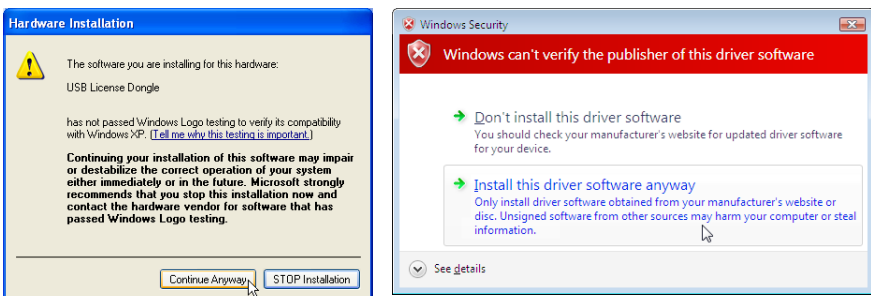 Hardware Installation
The software you are installing for this hardware:
USB License Dongle
has not passed Windows Logo testing to verify its compatibility
with Windows XP. (Tell me why this testing is important.)
Continuing your installation of this software may impair
or destabilize the correct operation of your system
either immediately or in the future. Microsoft strongly
recommends that you stop this installation now and
contact the hardware vendor for software that has
passed Windows Logo testing.
Continue Anyway
STOP Installation
Windows Security
Windows can't verify the publisher of this driver software
Don't install this driver software
You should check your manufacturer's website for updated driver software
for your device.
Install this driver software anyway
Only install driver software obtained from your manufacturer's website or
disc. Unsigned software from other sources may harm your computer or steal
information.
See details